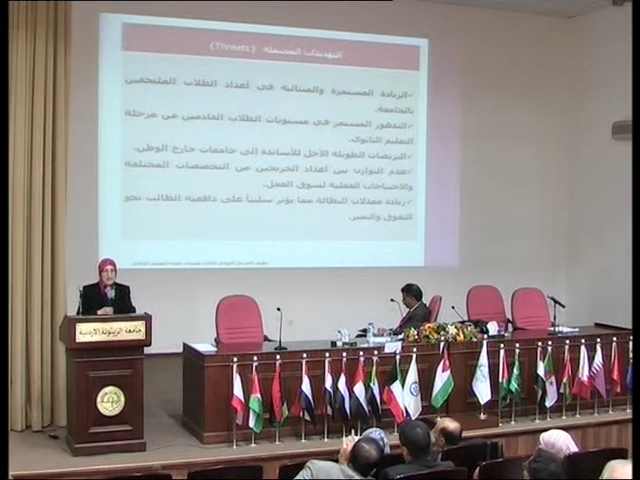 التهديدات المحتملة (Threats)
✓الزيادة المستمرة والمتتالية في أعداد الطلاب الملتحقين
بالجامعة.
✓التدهور المستمر في مستويات الطلاب القادمين من مرحلة
التعليم الثانوي.
✓التربصات الطويلة الأجل للأساتذة إلى جامعات خارج الوطن.
✓عدم التوازن بين أعداد الخريجين من التخصصات المختلفة
والاحتياجات الفعلية لسوق العمل.
✓زيادة معدلات البطالة مما يؤثر سلبياً على دافعية الطالب نحو
التفوق والتميز.
جامعة الزيتونة الأردنية